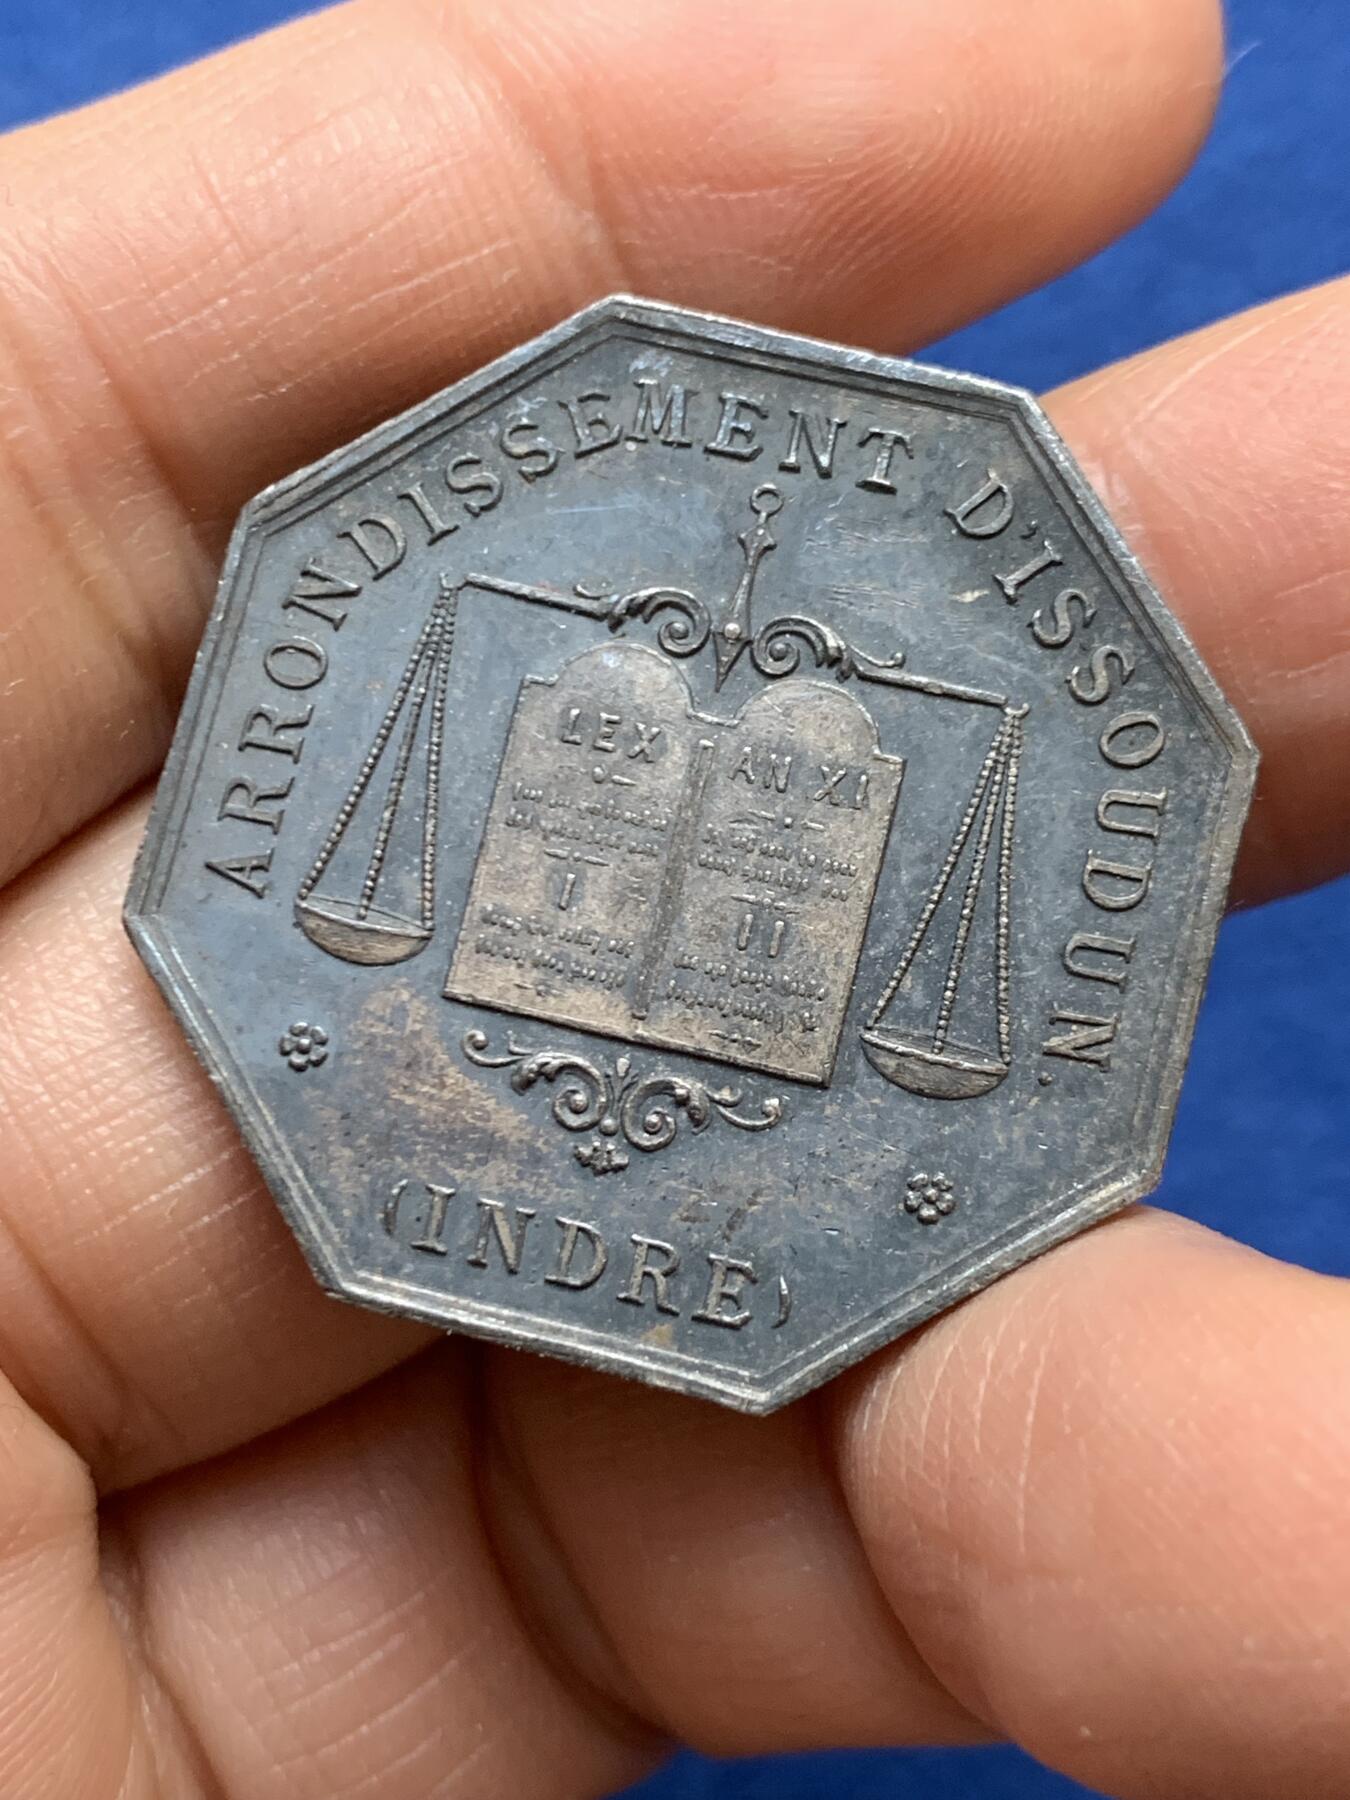 ARRONDISSEMENT D'ISSOUDUN.
LEX
I
AN XI
II
(INDRE)